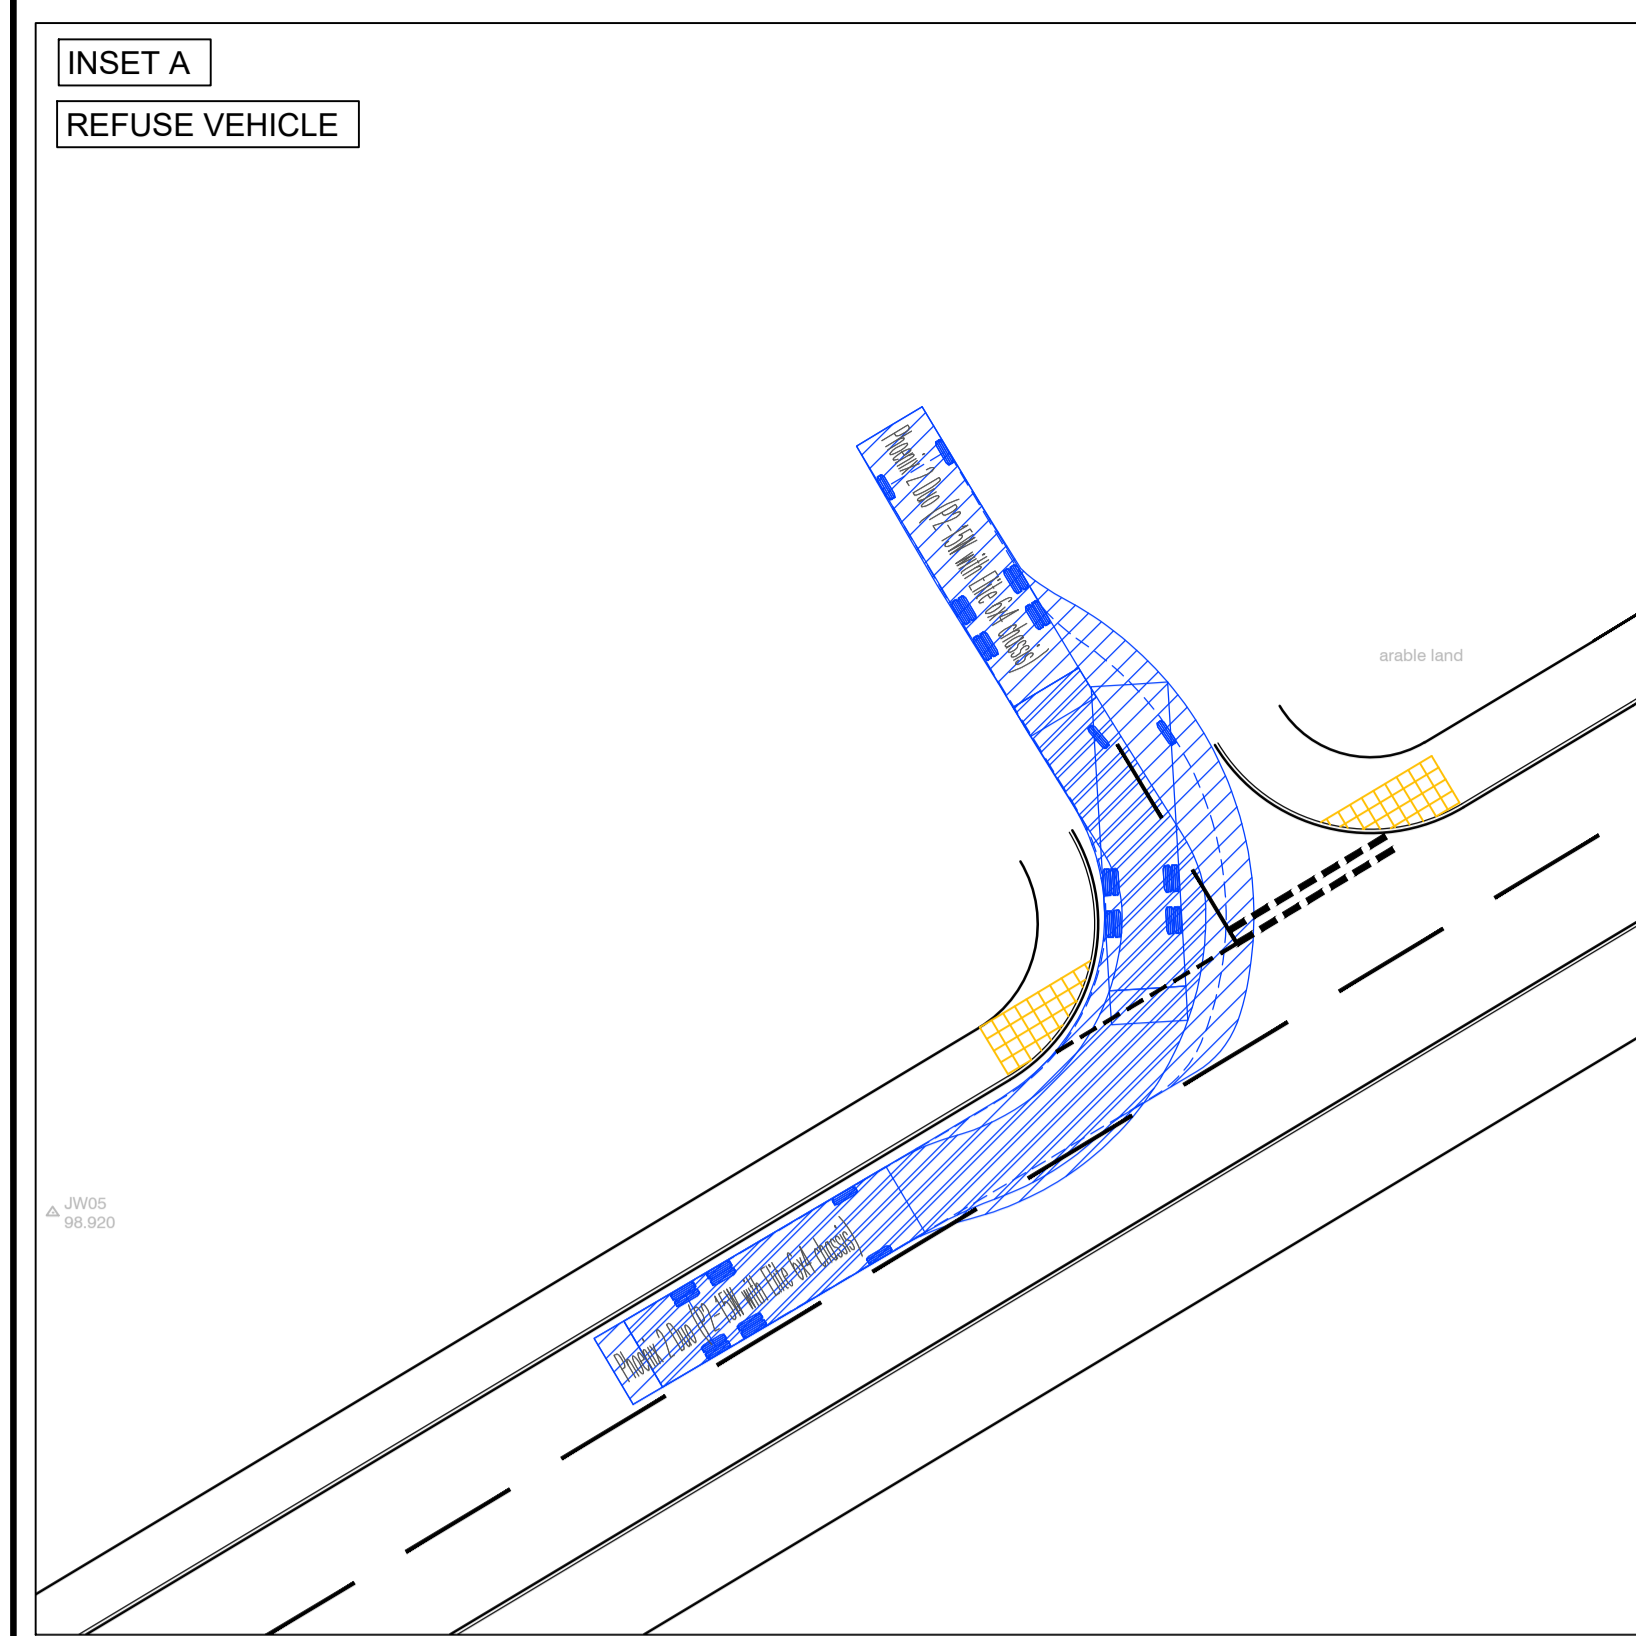 INSET A
REFUSE VEHICLE
Phoenix 2 Duo (P2-15W with Elite 6x4 chassis)
arable land
JW05
98.920
Phoenix 2 Duo (P2-15W with Elite 6x4 chassis)